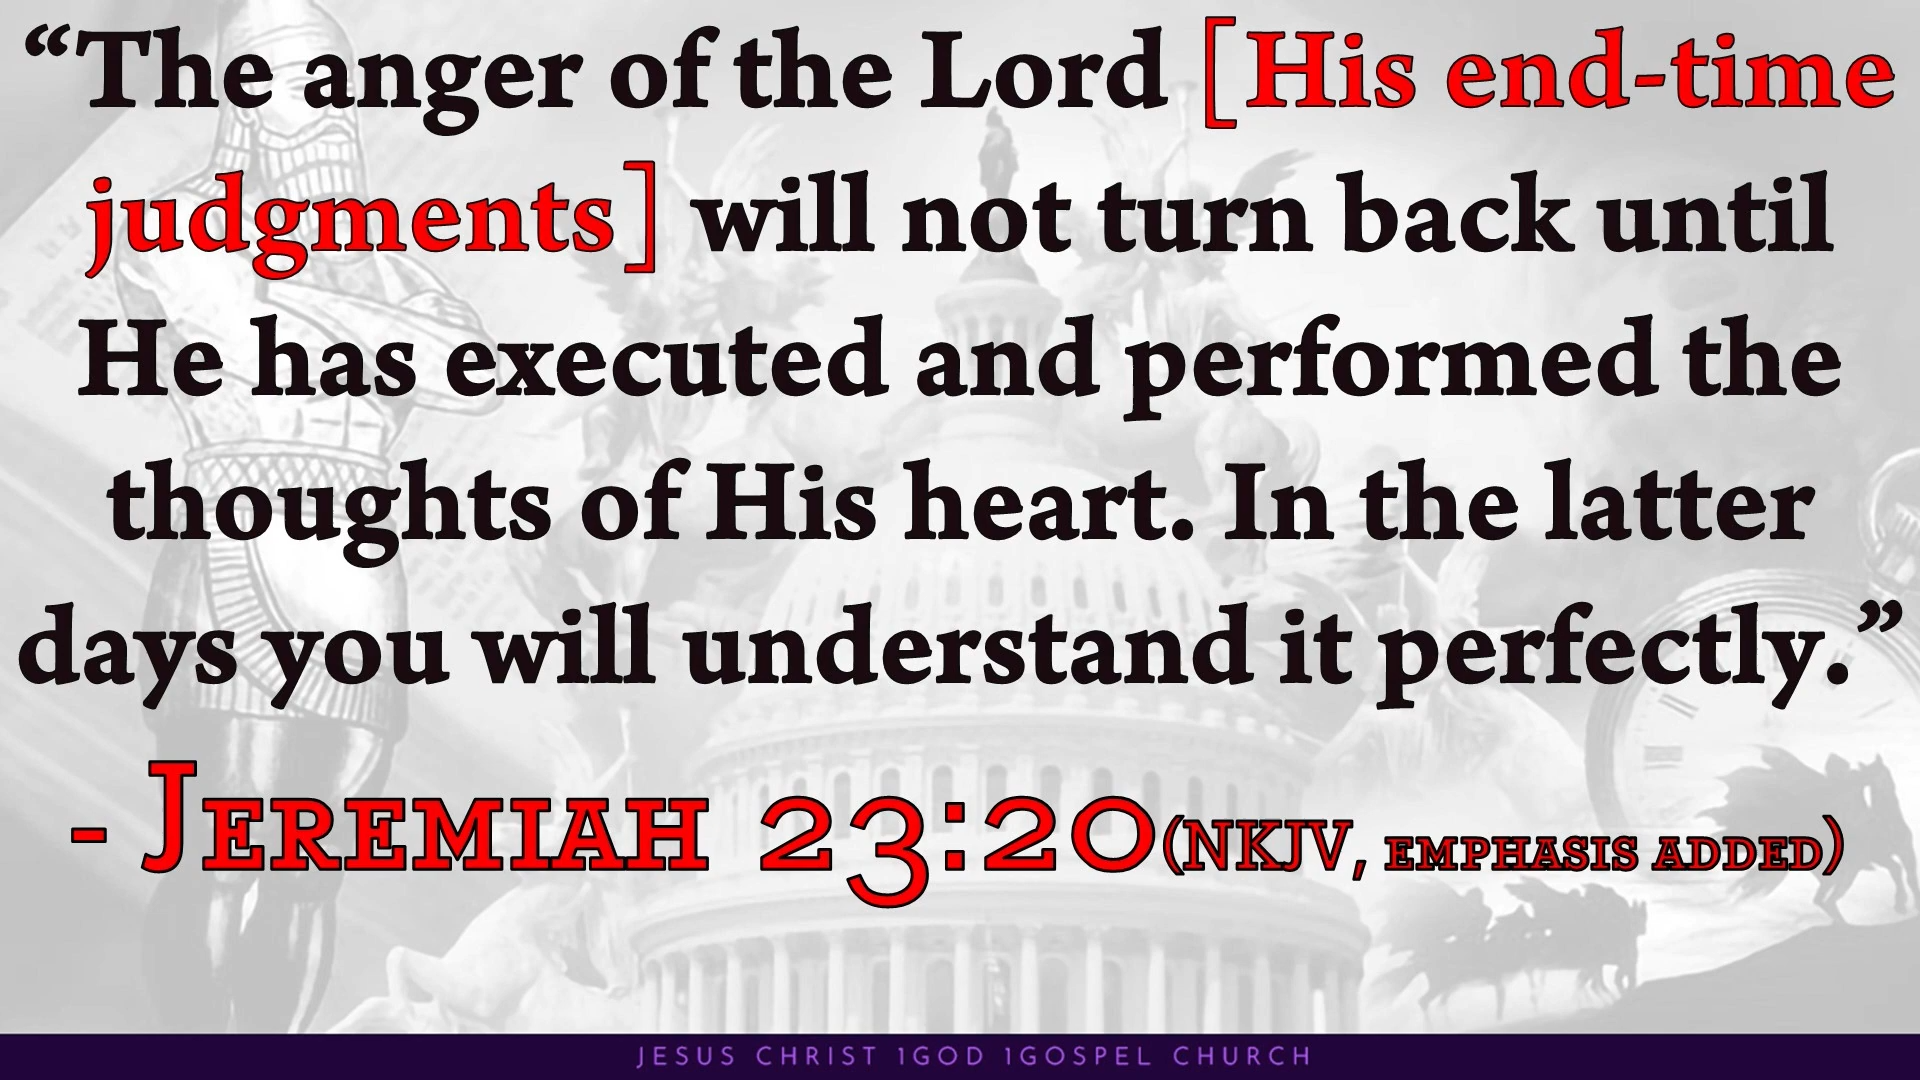 “The anger of the Lord [His end-time
judgments] will not turn back until
He has executed and performed the
thoughts of His heart. In the latter
days you will understand it perfectly.”
- Jeremiah 23:20(NKJV, emphasis added)
JESUS CHRIST 1GOD 1GOSPEL CHURCH